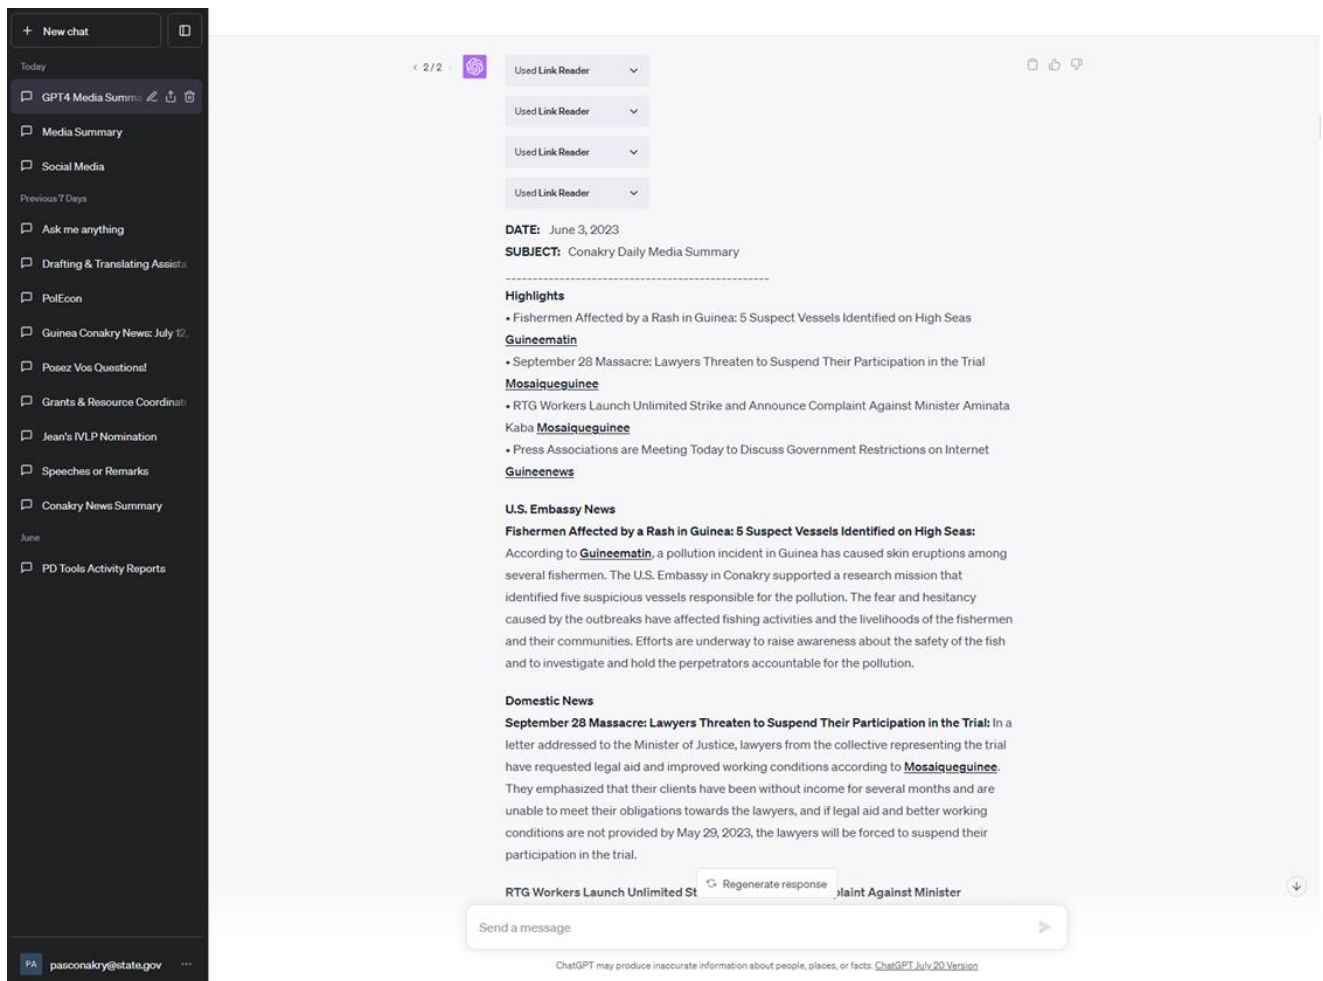 New chat
Today
GPT4 Media Summa
Media Summary
Social Media
Previous 7 Days
Ask me anything
Drafting & Translating Assista
PolEcon
Guinea Conakry News: July 12,
Posez Vos Questions!
Grants & Resource Coordinati
Jean's IVLP Nomination
Speeches or Remarks
Conakry News Summary
June
PD Tools Activity Reports
PA pasconakry@state.gov ...
< 2/2 >
Used Link Reader
Used Link Reader
Used Link Reader
Used Link Reader
DATE: June 3, 2023
SUBJECT: Conakry Daily Media Summary
------------------------------------------------
Highlights
• Fishermen Affected by a Rash in Guinea: 5 Suspect Vessels Identified on High Seas
Guineematin
• September 28 Massacre: Lawyers Threaten to Suspend Their Participation in the Trial
Mosaiqueguinee
• RTG Workers Launch Unlimited Strike and Announce Complaint Against Minister Aminata
Kaba Mosaiqueguinee
• Press Associations are Meeting Today to Discuss Government Restrictions on Internet
Guineenews
U.S. Embassy News
Fishermen Affected by a Rash in Guinea: 5 Suspect Vessels Identified on High Seas:
According to Guineematin, a pollution incident in Guinea has caused skin eruptions among
several fishermen. The U.S. Embassy in Conakry supported a research mission that
identified five suspicious vessels responsible for the pollution. The fear and hesitancy
caused by the outbreaks have affected fishing activities and the livelihoods of the fishermen
and their communities. Efforts are underway to raise awareness about the safety of the fish
and to investigate and hold the perpetrators accountable for the pollution.
Domestic News
September 28 Massacre: Lawyers Threaten to Suspend Their Participation in the Trial: In a
letter addressed to the Minister of Justice, lawyers from the collective representing the trial
have requested legal aid and improved working conditions according to Mosaiqueguinee.
They emphasized that their clients have been without income for several months and are
unable to meet their obligations towards the lawyers, and if legal aid and better working
conditions are not provided by May 29, 2023, the lawyers will be forced to suspend their
participation in the trial.
RTG Workers Launch Unlimited St
Regenerate response
plaint Against Minister
Send a message
ChatGPT may produce inaccurate information about people, places, or facts. ChatGPT July 20 Version